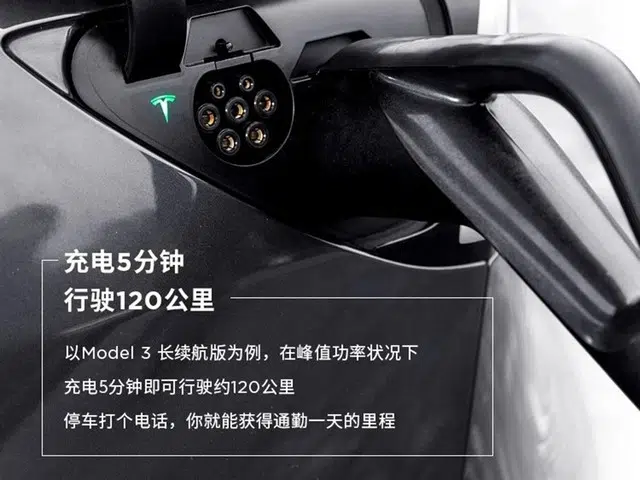 充电5分钟
行驶120公里
以Model 3 长续航版为例，在峰值功率状况下
充电5分钟即可行驶约120公里
停车打个电话，你就能获得通勤一天的里程